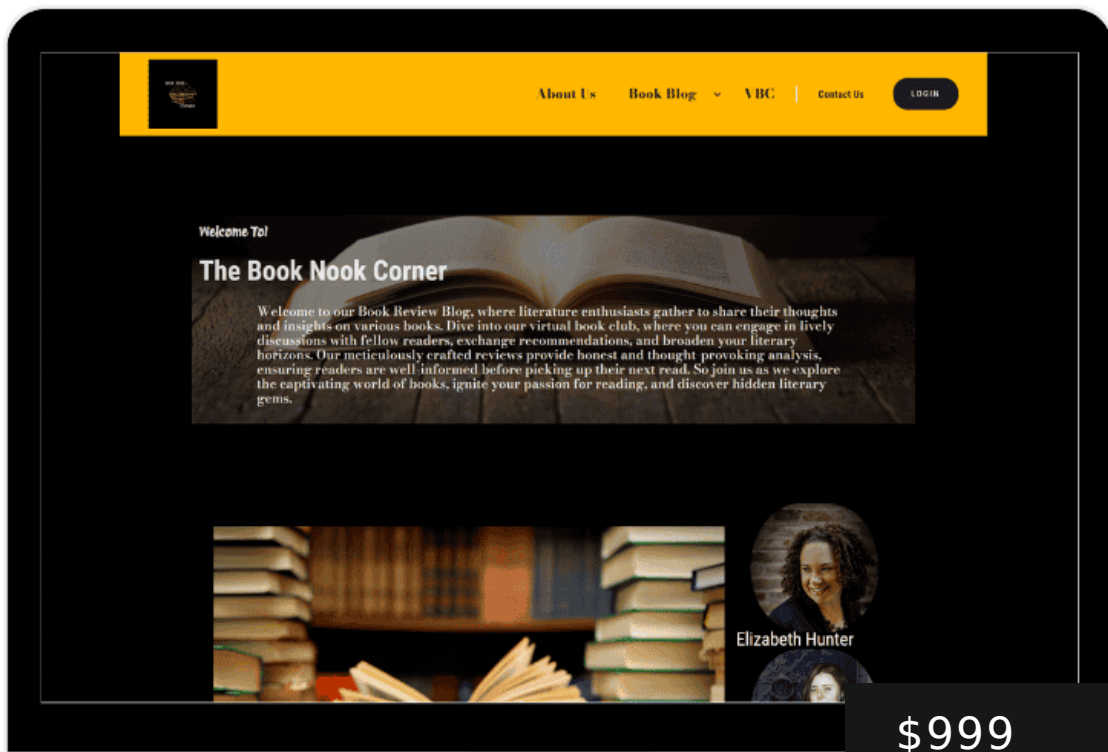 About Us
Book Blog
VBC
Contact Us
LOGIN
Welcome To!
The Book Nook Corner
Welcome to our Book Review Blog, where literature enthusiasts gather to share their thoughts
and insights on various books. Dive into our virtual book club, where you can engage in lively
discussions with fellow readers, exchange recommendations, and broaden your literary
horizons. Our meticulously crafted reviews provide honest and thought-provoking analysis,
ensuring readers are well-informed before picking up their next read. So join us as we explore
the captivating world of books, ignite your passion for reading, and discover hidden literary
gems.
Elizabeth Hunter
$999